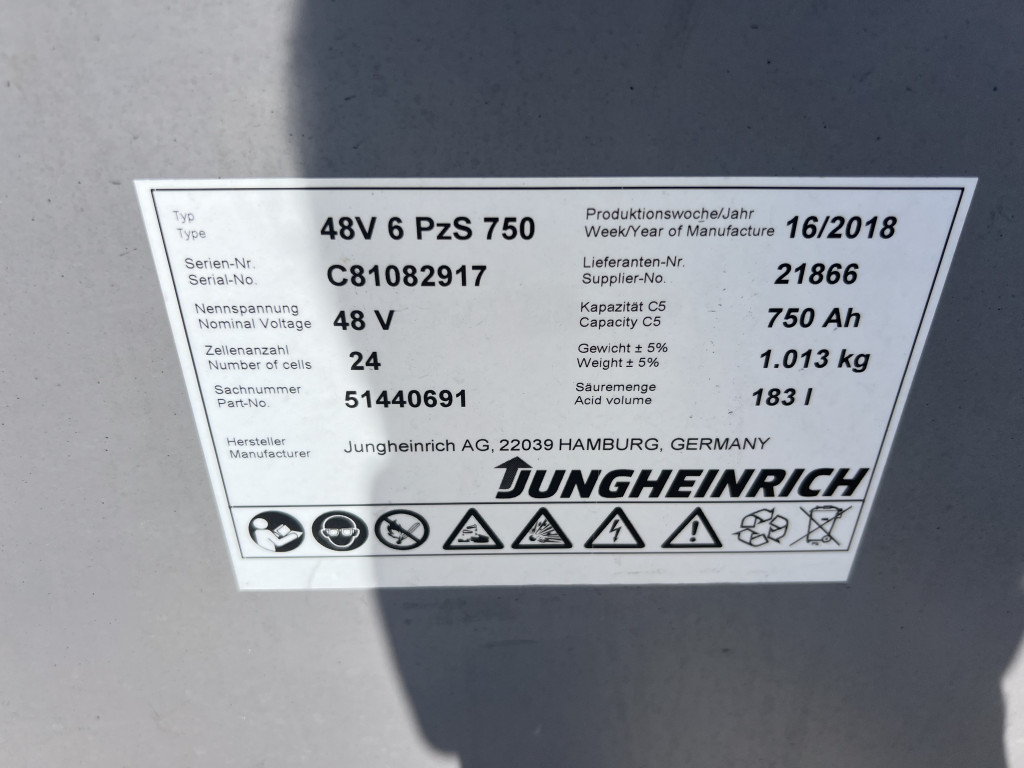 Typ
Type
48V 6 PzS 750
Produktionswoche/Jahr
Week/Year of Manufacture
16/2018
Serien-Nr.
Serial-No.
C81082917
Lieferanten-Nr.
Supplier-No.
21866
Nennspannung
Nominal Voltage
48 V
Kapazität C5
Capacity C5
750 Ah
Zellenanzahl
Number of cells
24
Gewicht ± 5%
Weight ± 5%
1.013 kg
Sachnummer
Part-No.
51440691
Säuremenge
Acid volume
183 l
Hersteller
Manufacturer
Jungheinrich AG, 22039 HAMBURG, GERMANY
JUNGHEINRICH